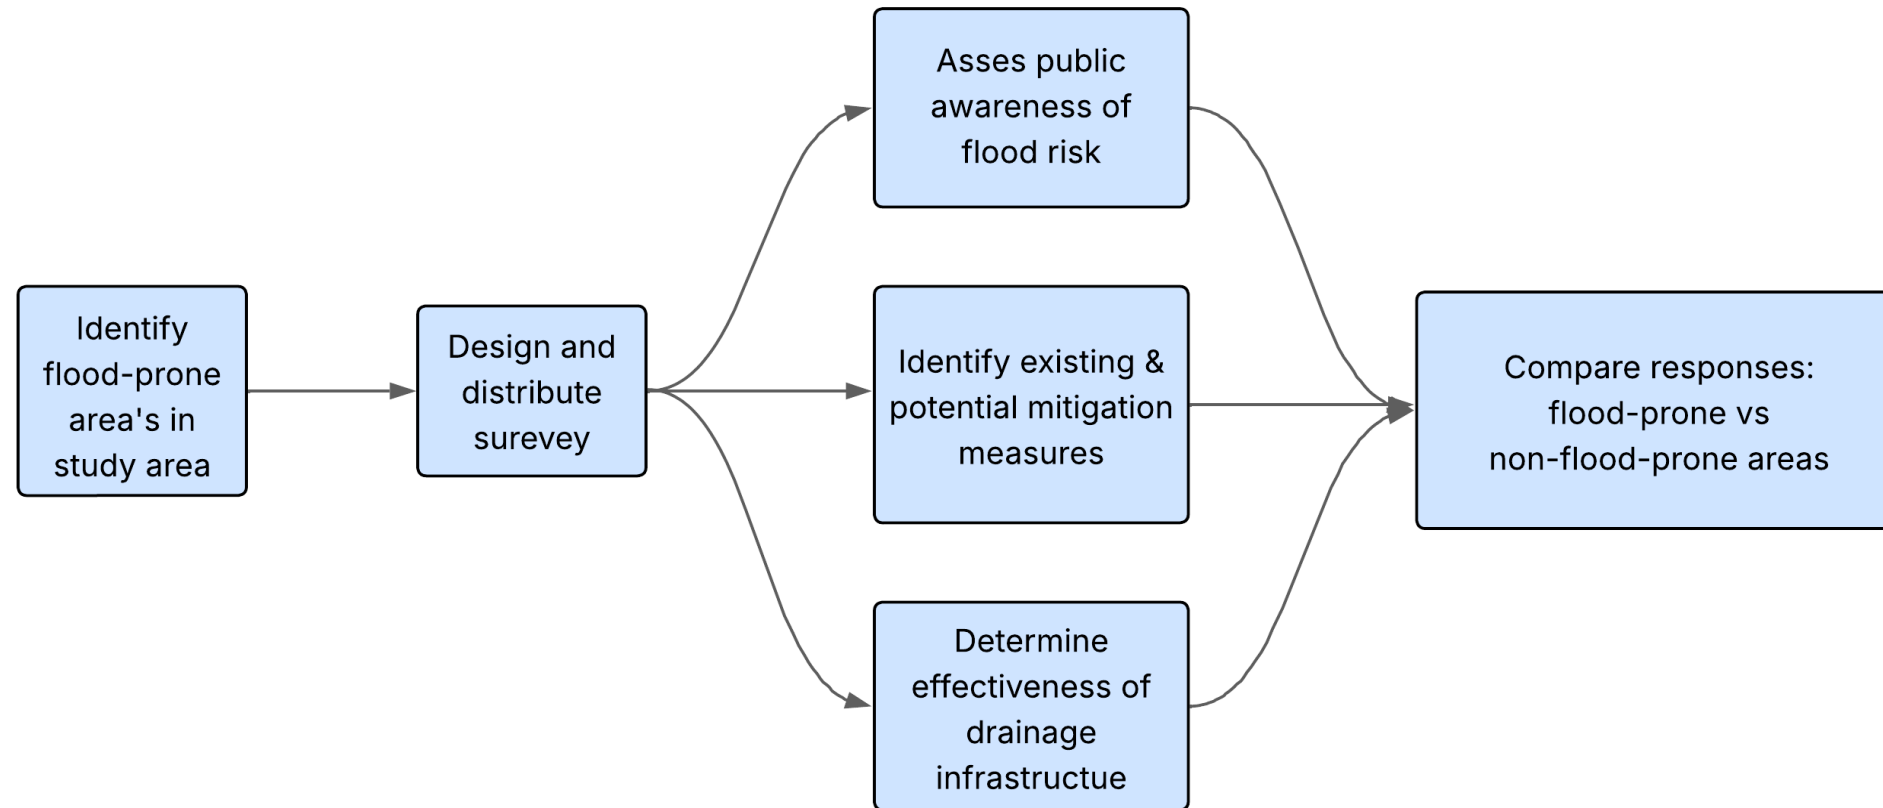 Identify
flood-prone
area's in
study area
Design and
distribute
surevey
Asses public
awareness of
flood risk
Identify existing &
potential mitigation
measures
Determine
effectiveness of
drainage
infrastructue
Compare responses:
flood-prone vs
non-flood-prone areas